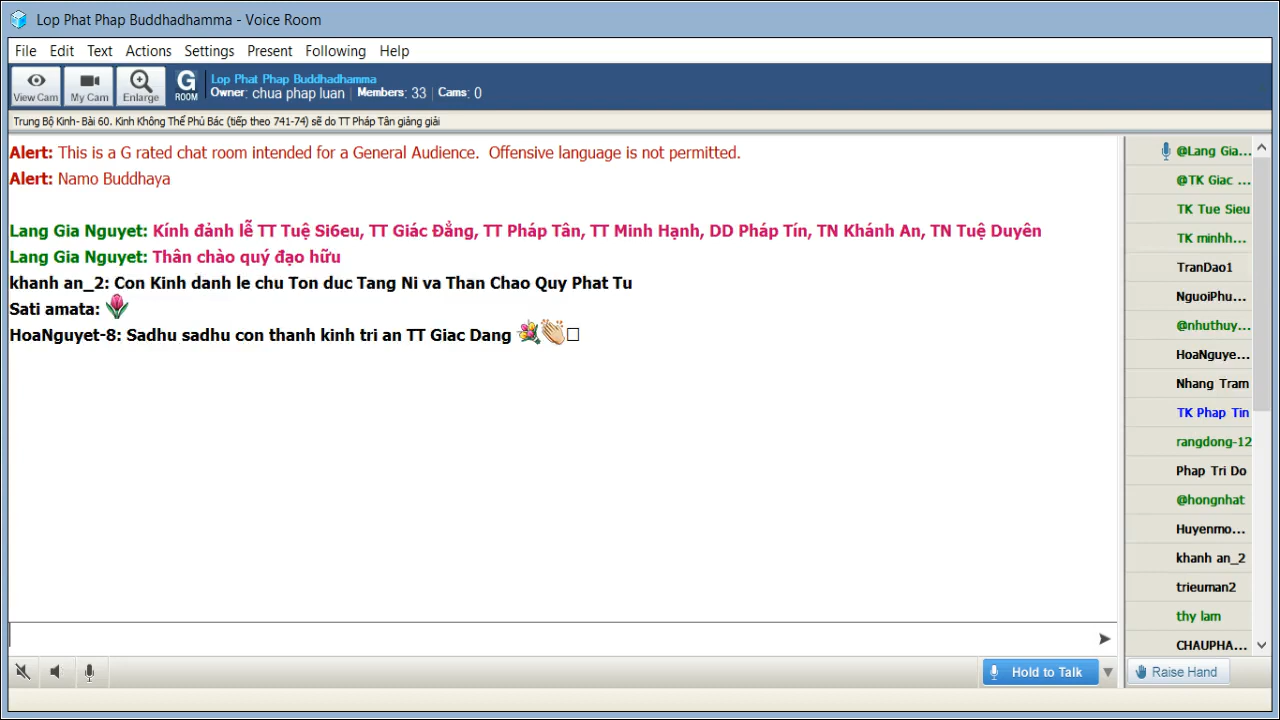 Lop Phat Phap Buddhadhamma - Voice Room
File Edit Text Actions Settings Present Following Help
View Cam My Cam Enlarge G ROOM
Lop Phat Phap Buddhadhamma
Owner: chua phap luan Members: 33 Cams: 0
Trung Bộ Kinh- Bài 60. Kinh Không Thể Phủ Bác (tiếp theo 741-74) sẽ do TT Pháp Tân giảng giải
Alert: This is a G rated chat room intended for a General Audience. Offensive language is not permitted.
Alert: Namo Buddhaya
Lang Gia Nguyet: Kính đảnh lễ TT Tuệ Si6eu, TT Giác Đẳng, TT Pháp Tân, TT Minh Hạnh, DD Pháp Tín, TN Khánh An, TN Tuệ Duyên
Lang Gia Nguyet: Thân chào quý đạo hữu
khanh an_2: Con Kinh danh le chu Ton duc Tang Ni va Than Chao Quy Phat Tu
Sati amata:
HoaNguyet-8: Sadhu sadhu con thanh kinh tri an TT Giac Dang
@Lang Gia...
@TK Giac ...
TK Tue Sieu
TK minhh...
TranDao1
NguoiPhu...
@nhuthuy...
HoaNguye...
Nhang Tram
TK Phap Tin
rangdong-12
Phap Tri Do
@hongnhat
Huyenmo...
khanh an_2
trieuman2
thy lam
CHAUPHA...
Hold to Talk
Raise Hand